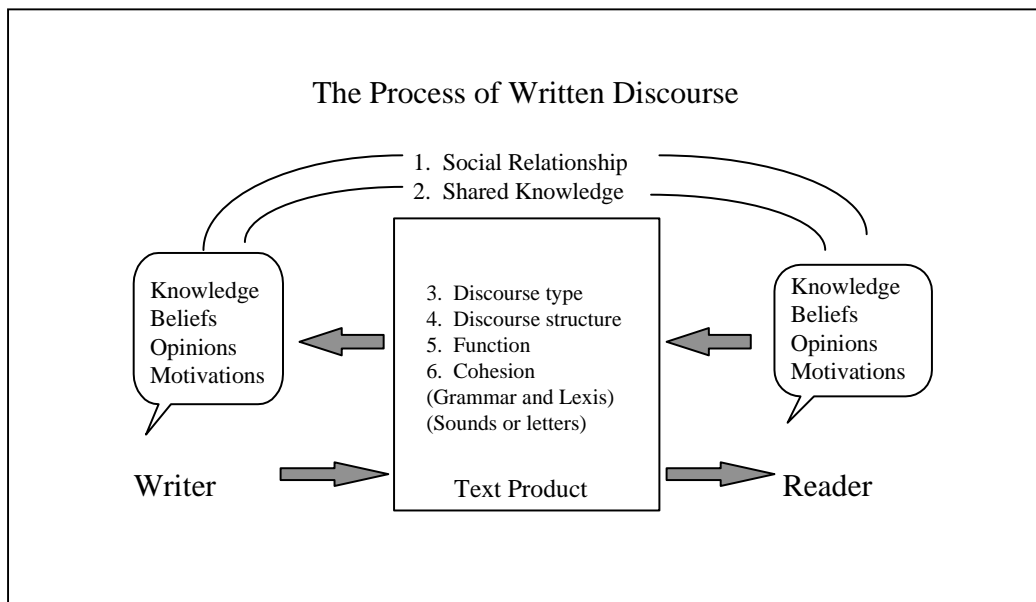 The Process of Written Discourse
1. Social Relationship
2. Shared Knowledge
Knowledge
Beliefs
Opinions
Motivations
3. Discourse type
4. Discourse structure
5. Function
6. Cohesion
(Grammar and Lexis)
(Sounds or letters)
Knowledge
Beliefs
Opinions
Motivations
Writer
Text Product
Reader